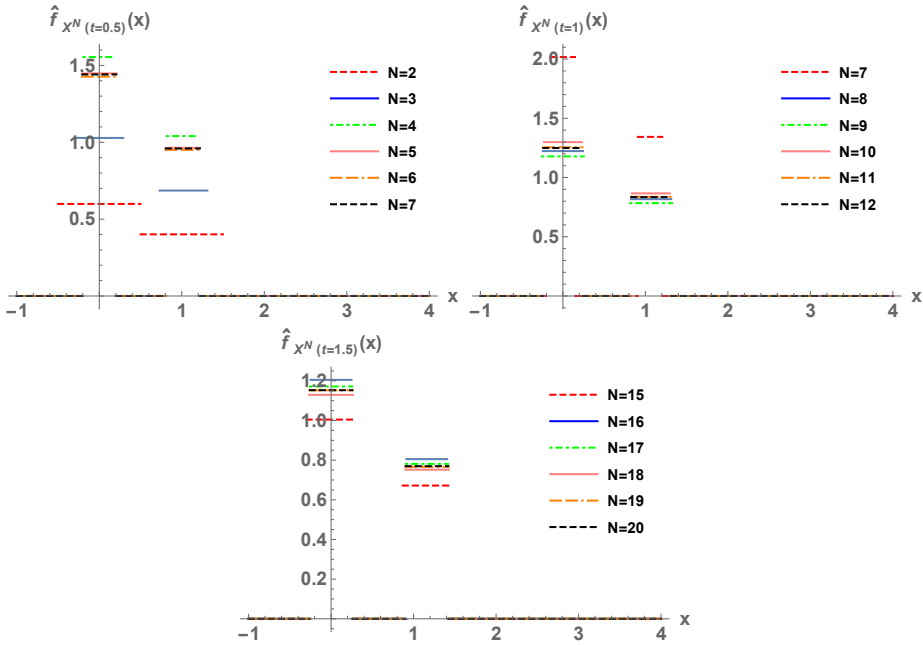 f̂ X^N (t=0.5)(x)
1.5
1.0
0.5
−1 0 1 2 3 4 x
N=2
N=3
N=4
N=5
N=6
N=7
f̂ X^N (t=1)(x)
2.0
1.5
1.0
0.5
−1 0 1 2 3 4 x
N=7
N=8
N=9
N=10
N=11
N=12
f̂ X^N (t=1.5)(x)
1.2
1.0
0.8
0.6
0.4
0.2
−1 0 1 2 3 4 x
N=15
N=16
N=17
N=18
N=19
N=20